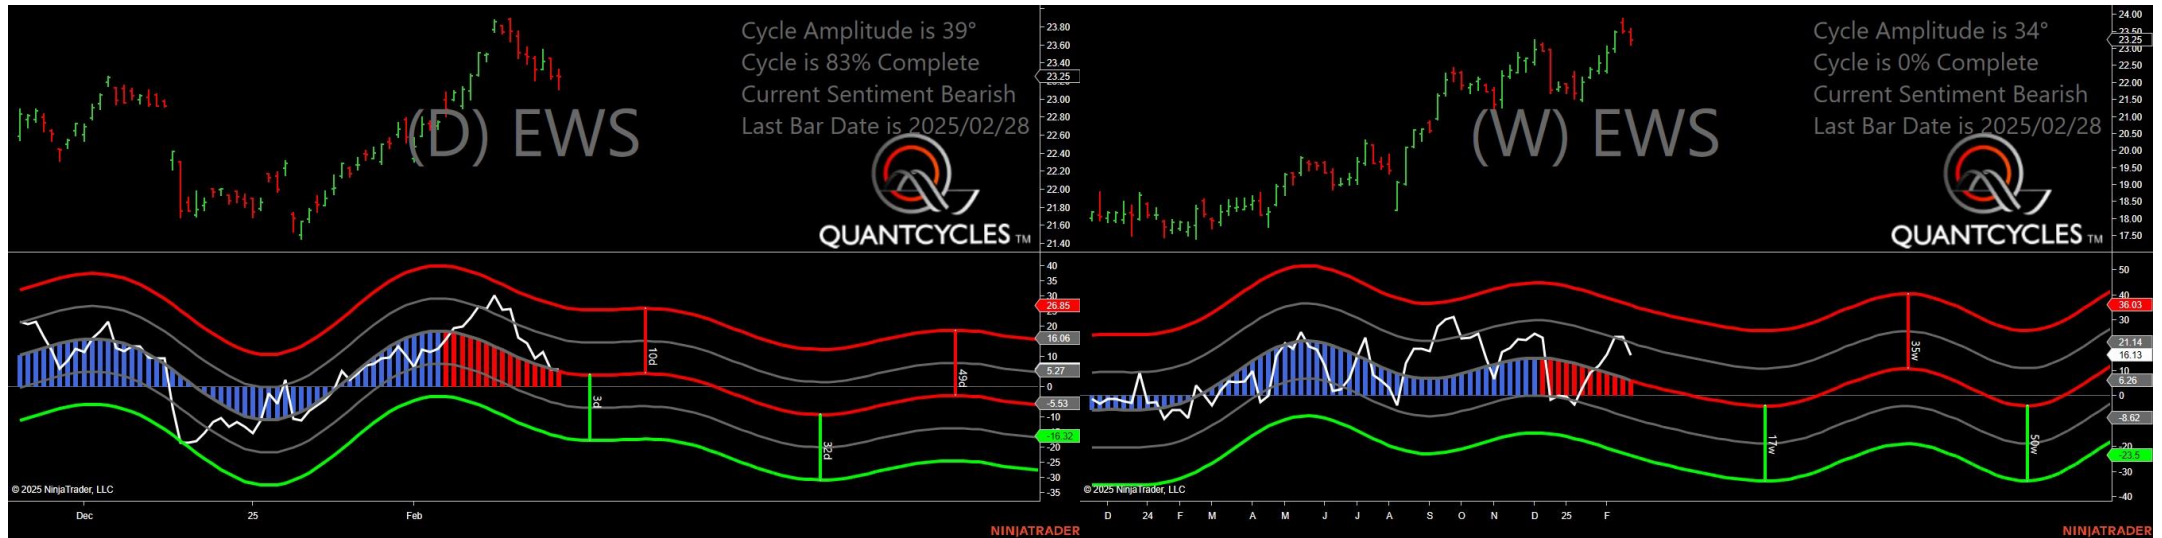 Cycle Amplitude is 39°
Cycle is 83% Complete
Current Sentiment Bearish
Last Bar Date is 2025/02/28
(D) EWS
QUANTCYCLES TM
23.80
23.60
23.40
23.25
23.00
22.80
22.60
22.40
22.20
22.00
21.80
21.60
21.40
40
35
30
26.85
20
16.06
10
5.27
0
-5.53
-10
-16.32
-20
-25
-30
-35
10d
3d
32d
49d
© 2025 NinjaTrader, LLC
Dec
25
Feb
NINJATRADER
Cycle Amplitude is 34°
Cycle is 0% Complete
Current Sentiment Bearish
Last Bar Date is 2025/02/28
(W) EWS
QUANTCYCLES TM
24.00
23.50
23.25
23.00
22.50
22.00
21.50
21.00
20.50
20.00
19.50
19.00
18.50
18.00
17.50
50
40
36.03
30
21.14
16.13
10
6.26
0
-8.62
-20
-23.5
-30
-40
35w
17w
50w
© 2025 NinjaTrader, LLC
D 24 F M A M J J A S O N D 25 F
NINJATRADER